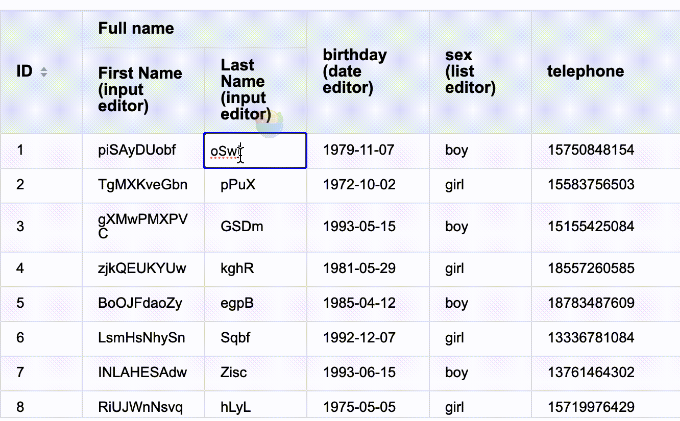 Full name
ID
First Name
(input
editor)
Last
Name
(input
editor)
birthday
(date
editor)
sex
(list
editor)
telephone
1 piSAyDUobf 1979-11-07 boy 15750848154
2 TgMXKveGbn pPuX 1972-10-02 girl 15583756503
3 gXMwPMXPV
C GSDm 1993-05-15 boy 15155425084
4 zjkQEUKYUw kghR 1981-05-29 girl 18557260585
5 BoOJFdaoZy egpB 1985-04-12 boy 18783487609
6 LsmHsNhySn Sqbf 1992-12-07 girl 13336781084
7 INLAHESAdw Zisc 1993-06-15 boy 13761464302
8 RiUJWnNsvq hLyL 1975-05-05 girl 15719976429